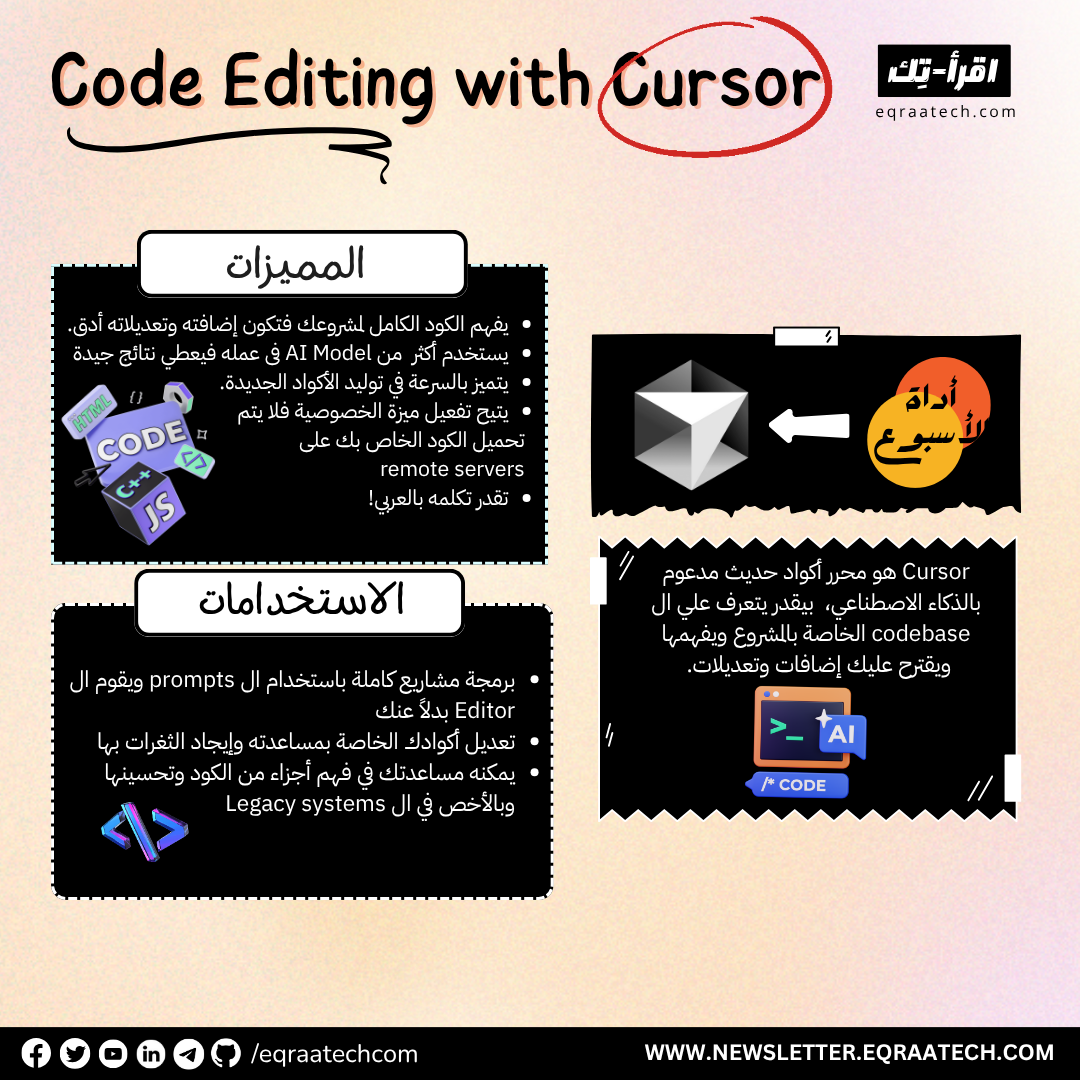 Code Editing with Cursor
اقرأ-تِك
eqraatech.com
أداة
الأسبوع
Cursor هو محرر أكواد حديث مدعوم
بالذكاء الاصطناعي، بيقدر يتعرف علي ال
codebase الخاصة بالمشروع ويفهمها
ويقترح عليك إضافات وتعديلات.
>_
AI
/* CODE
المميزات
يفهم الكود الكامل لمشروعك فتكون إضافته وتعديلاته أدق.
يستخدم أكثر من AI Model في عمله فيعطي نتائج جيدة
يتميز بالسرعة في توليد الأكواد الجديدة.
يتيح تفعيل ميزة الخصوصية فلا يتم
تحميل الكود الخاص بك على
remote servers
تقدر تكلمه بالعربي!
{ }
HTML
CODE
</>
C++
JS
الاستخدامات
برمجة مشاريع كاملة باستخدام ال prompts ويقوم ال
Editor بدلاً عنك
تعديل أكوادك الخاصة بمساعدته وإيجاد الثغرات بها
يمكنه مساعدتك في فهم أجزاء من الكود وتحسينها
وبالأخص في ال Legacy systems
</>
/eqraatechcom
WWW.NEWSLETTER.EQRAATECH.COM